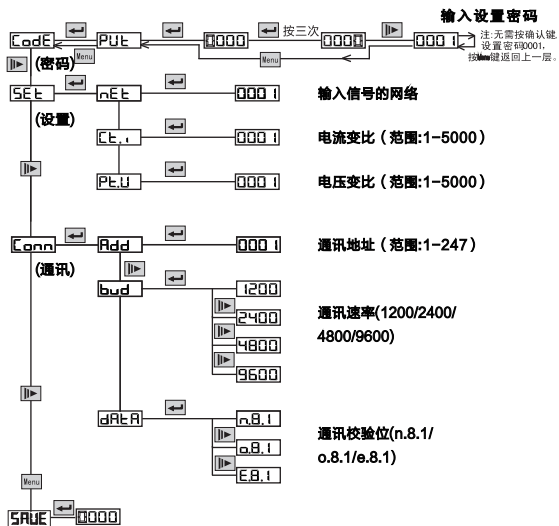 输入设置密码
CodE PUt 0000 按三次 0000 0001
注:无需按确认键,
设置密码0001,
键返回上一层。
Menu
Menu
(密码)
SEt nEt 0001 输入信号的网络
(设置)
Ct.i 0001 电流变比(范围:1-5000)
Pt.U 0001 电压变比(范围:1-5000)
Conn Add 0001 通讯地址(范围:1-247)
(通讯)
bud 1200
2400
4800
9600
通讯速率(1200/2400/
4800/9600)
dAtA n.8.1
o.8.1
E.8.1
通讯校验位(n.8.1/
o.8.1/e.8.1)
Menu
SAUE 0000